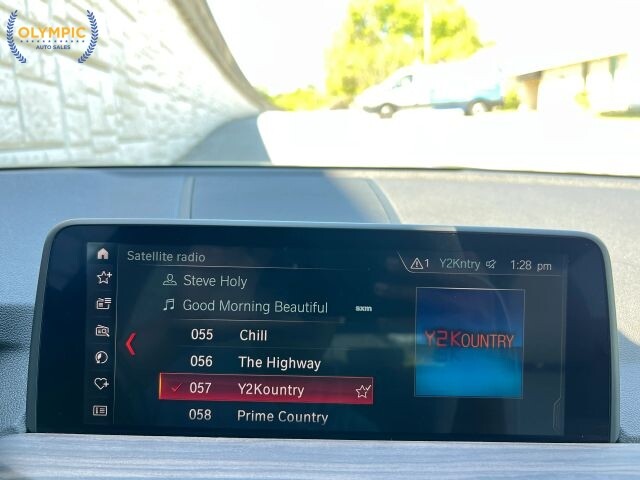 OLYMPIC
AUTO SALES
Satellite radio
1 Y2Kntry 1:28 pm
Steve Holy
Good Morning Beautiful sxm
055 Chill
056 The Highway
057 Y2Kountry
058 Prime Country
Y2KOUNTRY